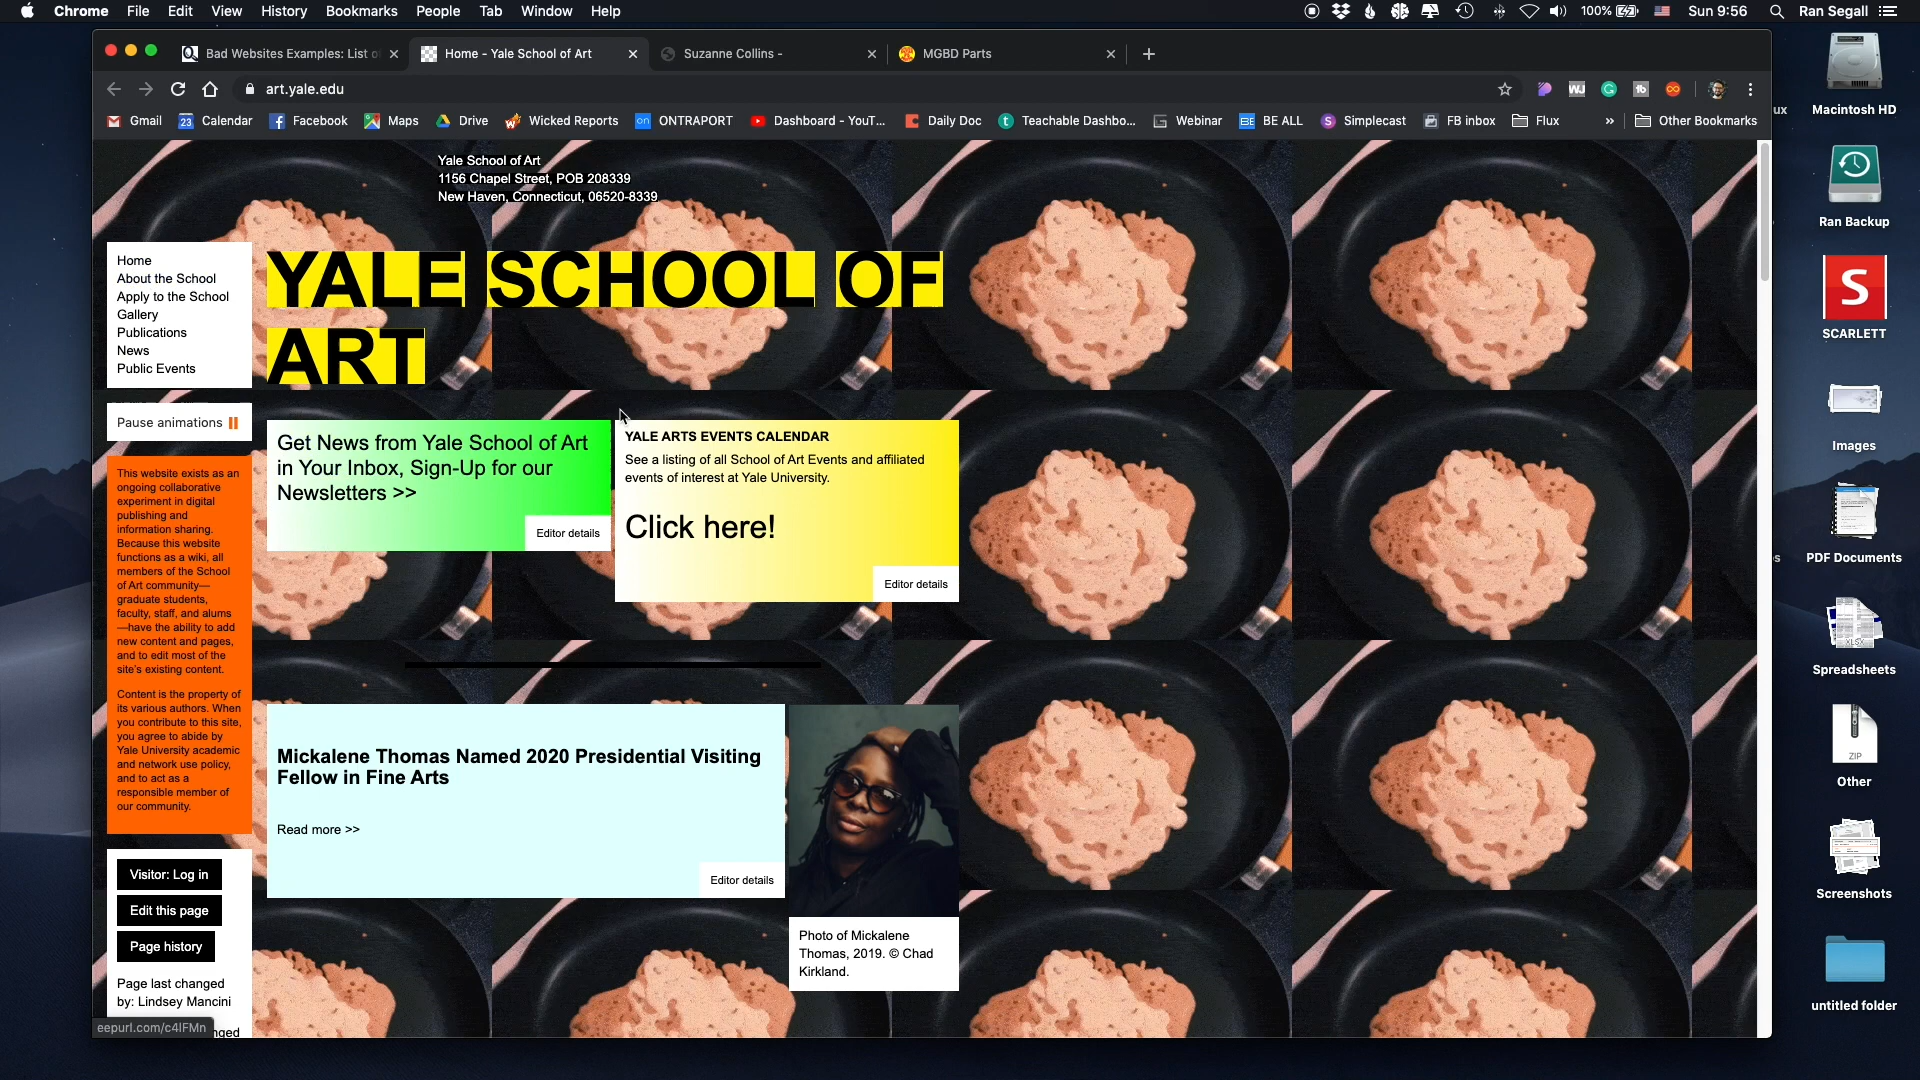 Chrome File Edit View History Bookmarks People Tab Window Help
100% Sun 9:56 Ran Segall
Bad Websites Examples: List o
Home - Yale School of Art
Suzanne Collins -
MGBD Parts
art.yale.edu
Gmail Calendar Facebook Maps Drive Wicked Reports ONTRAPORT Dashboard - YouT... Daily Doc Teachable Dashbo... Webinar BE ALL Simplecast FB inbox Flux » Other Bookmarks
Yale School of Art
1156 Chapel Street, POB 208339
New Haven, Connecticut, 06520-8339
Home
About the School
Apply to the School
Gallery
Publications
News
Public Events
YALE SCHOOL OF
ART
Pause animations
Get News from Yale School of Art
in Your Inbox, Sign-Up for our
Newsletters >>
Editor details
YALE ARTS EVENTS CALENDAR
See a listing of all School of Art Events and affiliated
events of interest at Yale University.
Click here!
Editor details
This website exists as an
ongoing collaborative
experiment in digital
publishing and
information sharing.
Because this website
functions as a wiki, all
members of the School
of Art community—
graduate students,
faculty, staff, and alums
—have the ability to add
new content and pages,
and to edit most of the
site's existing content.
Content is the property of
its various authors. When
you contribute to this site,
you agree to abide by
Yale University academic
and network use policy,
and to act as a
responsible member of
our community.
Mickalene Thomas Named 2020 Presidential Visiting
Fellow in Fine Arts
Read more >>
Editor details
Photo of Mickalene
Thomas, 2019. © Chad
Kirkland.
Visitor: Log in
Edit this page
Page history
Page last changed
by: Lindsey Mancini
eepurl.com/c4IFMn
nged
Macintosh HD
ux
Ran Backup
S
SCARLETT
Images
PDF Documents
XLSX
Spreadsheets
ZIP
Other
Screenshots
untitled folder